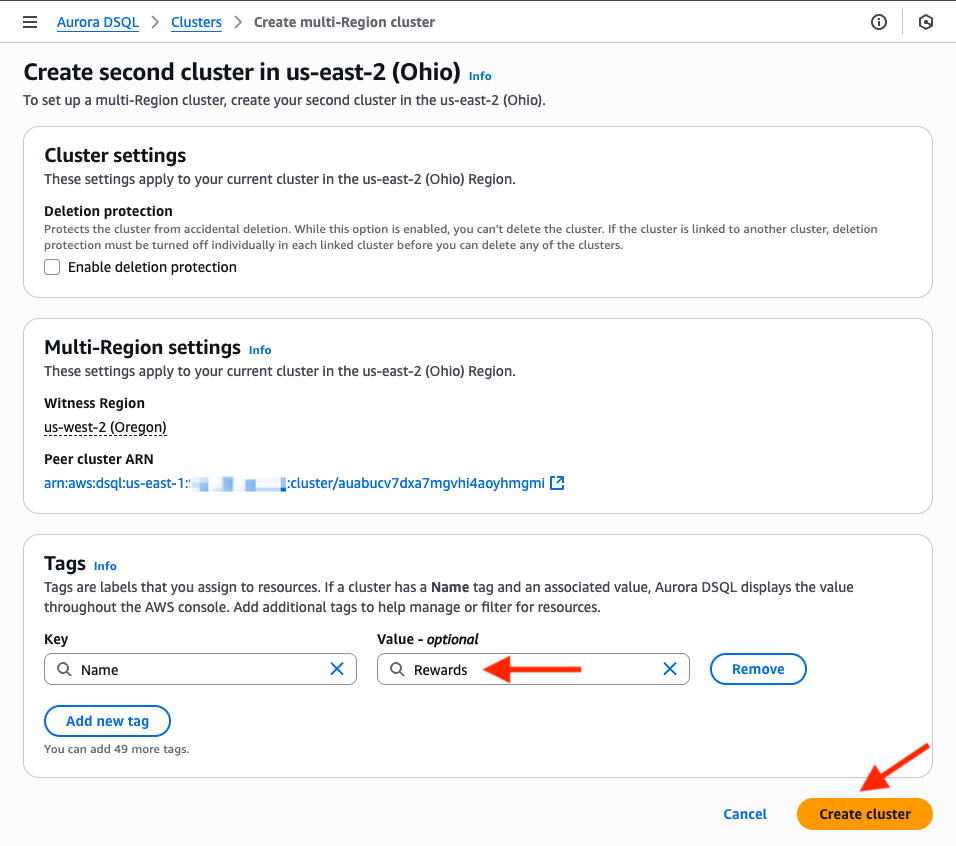 Aurora DSQL > Clusters > Create multi-Region cluster
Create second cluster in us-east-2 (Ohio) Info
To set up a multi-Region cluster, create your second cluster in the us-east-2 (Ohio).
Cluster settings
These settings apply to your current cluster in the us-east-2 (Ohio) Region.
Deletion protection
Protects the cluster from accidental deletion. While this option is enabled, you can't delete the cluster. If the cluster is linked to another cluster, deletion
protection must be turned off individually in each linked cluster before you can delete any of the clusters.
Enable deletion protection
Multi-Region settings Info
These settings apply to your current cluster in the us-east-2 (Ohio) Region.
Witness Region
us-west-2 (Oregon)
Peer cluster ARN
arn:aws:dsql:us-east-1: :cluster/auabucv7dxa7mgvhi4aoyhmgmi
Tags Info
Tags are labels that you assign to resources. If a cluster has a Name tag and an associated value, Aurora DSQL displays the value
throughout the AWS console. Add additional tags to help manage or filter for resources.
Key Value - optional
Name Rewards Remove
Add new tag
You can add 49 more tags.
Cancel Create cluster